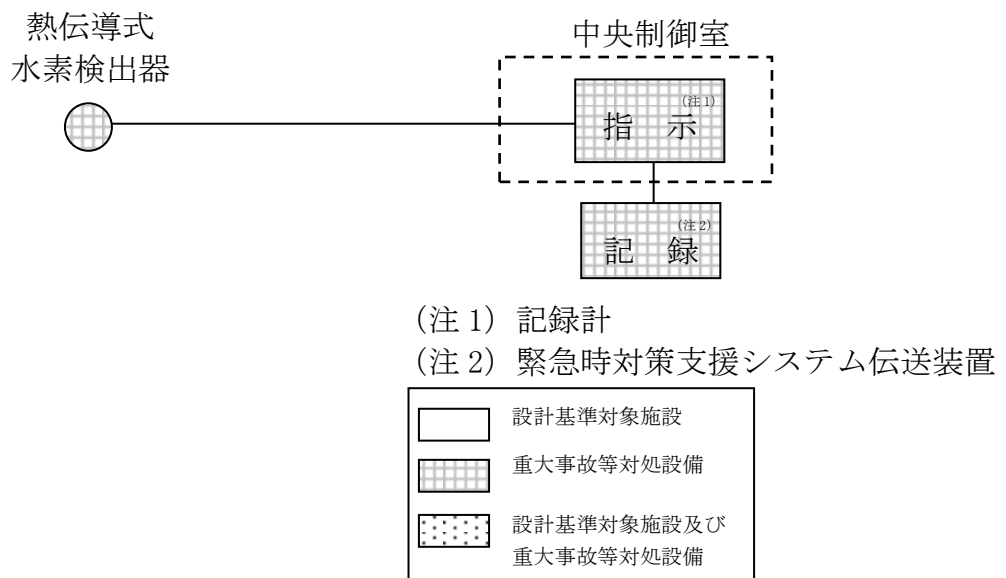 熱伝導式
水素検出器
中央制御室
(注1)
指 示
(注2)
記 録
(注1) 記録計
(注2) 緊急時対策支援システム伝送装置
設計基準対象施設
重大事故等対処設備
設計基準対象施設及び
重大事故等対処設備